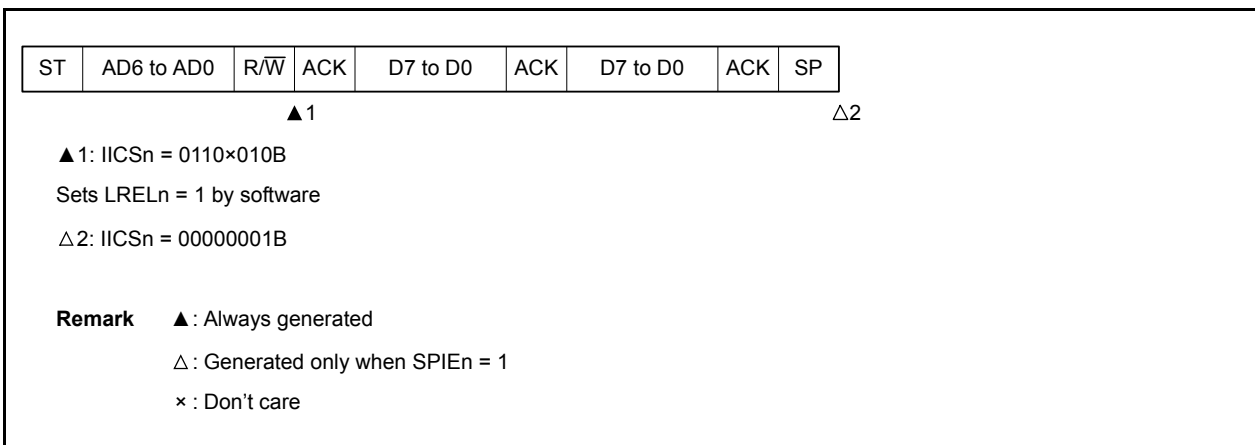 ST AD6 to AD0 R/W̅ ACK D7 to D0 ACK D7 to D0 ACK SP
▲1 △2
▲1: IICSn = 0110×010B
Sets LRELn = 1 by software
△2: IICSn = 00000001B
Remark ▲: Always generated
△: Generated only when SPIEn = 1
×: Don't care